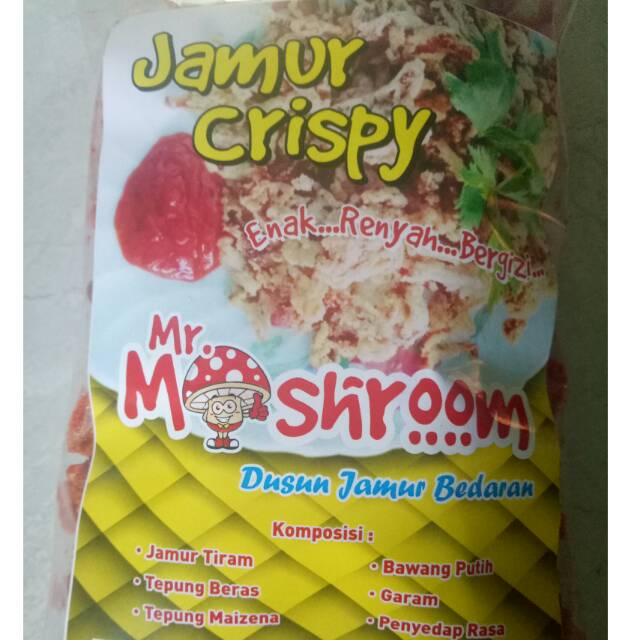 Jamur
Crispy
Enak...Renyah...Bergizi...
Mr.
Moshroom
Dusun Jamur Bedaran
Komposisi :
• Jamur Tiram
• Tepung Beras
• Tepung Maizena
• Bawang Putih
• Garam
• Penyedap Rasa